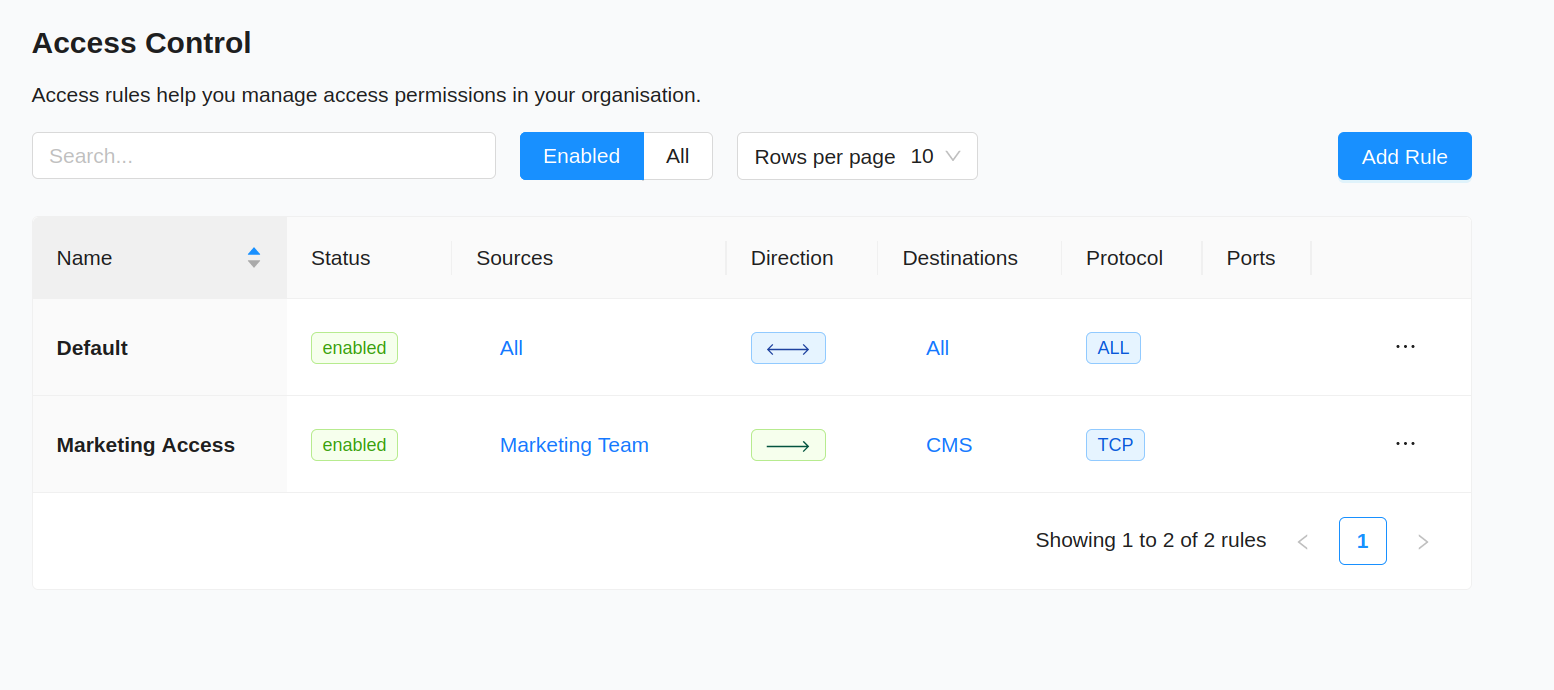 Access Control
Access rules help you manage access permissions in your organisation.
Search... Enabled All Rows per page 10 Add Rule
Name Status Sources Direction Destinations Protocol Ports
Default enabled All All ALL
Marketing Access enabled Marketing Team CMS TCP
Showing 1 to 2 of 2 rules 1